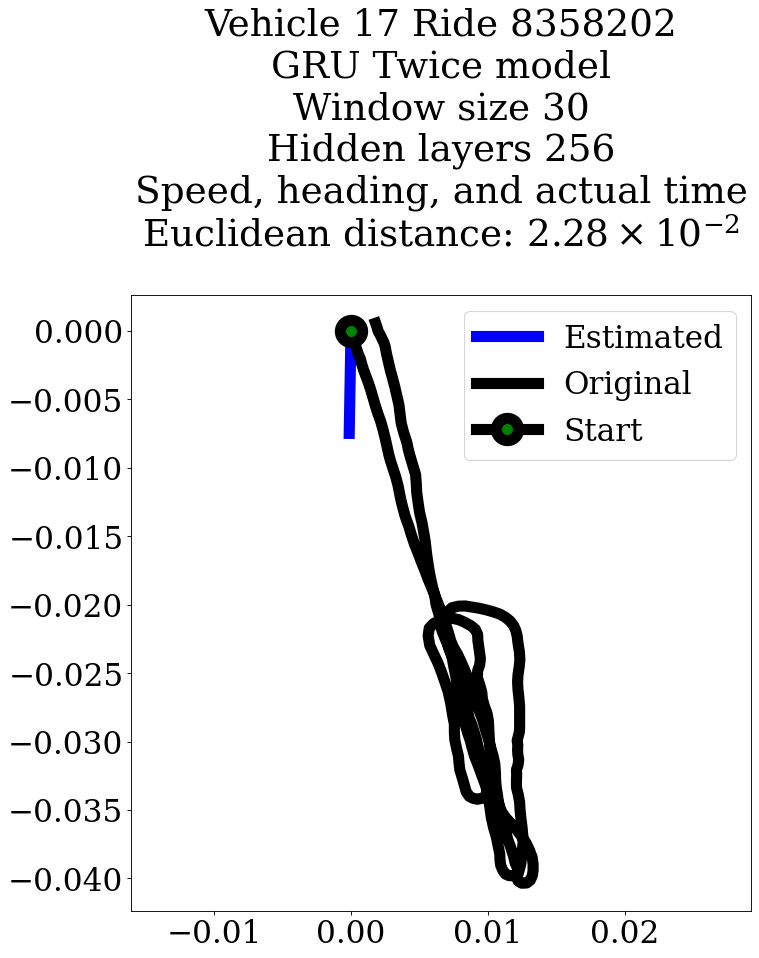 Vehicle 17 Ride 8358202
GRU Twice model
Window size 30
Hidden layers 256
Speed, heading, and actual time
Euclidean distance: 2.28 × 10⁻²
Estimated
Original
Start
0.000
−0.005
−0.010
−0.015
−0.020
−0.025
−0.030
−0.035
−0.040
−0.01 0.00 0.01 0.02